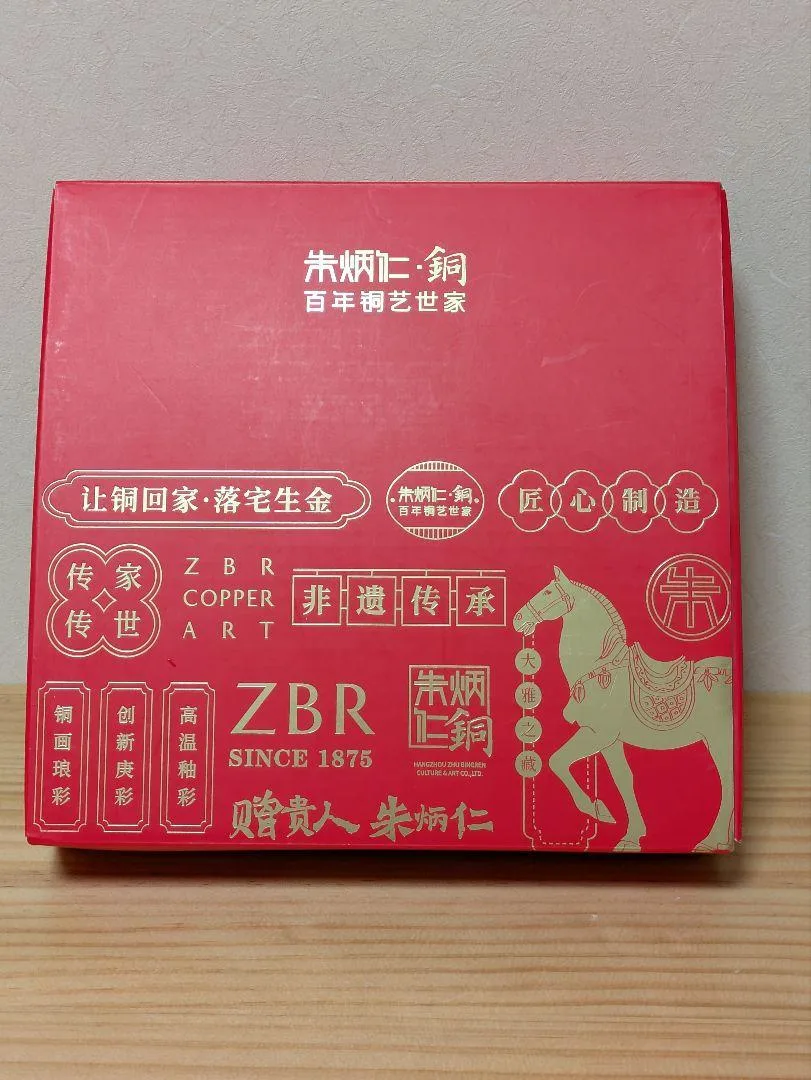 朱炳仁·銅
百年铜艺世家
让铜回家·落宅生金
朱炳仁·銅
百年铜艺世家
匠心制造
传家
传世
ZBR
COPPER
ART
非遗传承
朱
铜画琅彩
创新庚彩
高温釉彩
ZBR
SINCE 1875
朱炳
仁銅
HANGZHOU ZHU BINGREN
CULTURE & ART CO.,LTD.
大雅之藏
赠贵人 朱炳仁